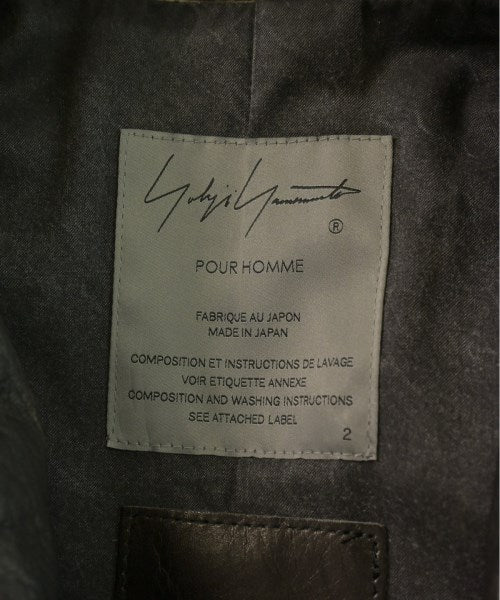 Yohji Yamamoto
®
POUR HOMME
FABRIQUE AU JAPON
MADE IN JAPAN
COMPOSITION ET INSTRUCTIONS DE LAVAGE
VOIR ETIQUETTE ANNEXE
COMPOSITION AND WASHING INSTRUCTIONS
SEE ATTACHED LABEL
2